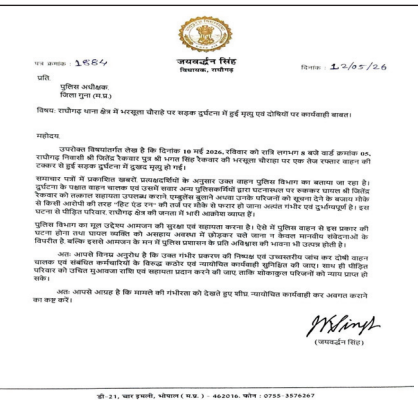 जयवर्द्धन सिंह
विधायक, राघौगढ़
पत्र क्रमांक : 1584
दिनांक : 12/05/26
प्रति,
पुलिस अधीक्षक,
जिला गुना (म.प्र.)
विषय: राघौगढ़ थाना क्षेत्र में भरसूला चौराहे पर सड़क दुर्घटना में हुई मृत्यु एवं दोषियों पर कार्यवाही बाबत।
महोदय,
उपरोक्त विषयांतर्गत लेख है कि दिनांक 10 मई 2026, रविवार को रात्रि लगभग 8 बजे वार्ड क्रमांक 05,
राघौगढ़ निवासी श्री जितेंद्र रैकवार पुत्र श्री भगत सिंह रैकवार की भरसूला चौराहा पर एक तेज रफ्तार वाहन की
टक्कर से हुई सड़क दुर्घटना में दुखद मृत्यु हो गई।
समाचार पत्रों में प्रकाशित खबरों, प्रत्यक्षदर्शियों के अनुसार उक्त वाहन पुलिस विभाग का बताया जा रहा है।
दुर्घटना के पश्चात वाहन चालक एवं उसमें सवार अन्य पुलिसकर्मियों द्वारा घटनास्थल पर रुककर घायल श्री जितेंद्र
रैकवार को तत्काल सहायता उपलब्ध कराने, एम्बुलेंस बुलाने अथवा उनके परिजनों को सूचना देने के बजाय मौके
से किसी आरोपी की तरह "हिट एंड रन" की तर्ज पर मौके से फरार हो जाना अत्यंत गंभीर एवं दुर्भाग्यपूर्ण है। इस
घटना से पीड़ित परिवार, राघौगढ़ क्षेत्र की जनता में भारी आक्रोश व्याप्त है।
पुलिस विभाग का मूल उद्देश्य आमजन की सुरक्षा एवं सहायता करना है। ऐसे में पुलिस वाहन से इस प्रकार की
घटना होना तथा घायल व्यक्ति को असहाय अवस्था में छोड़कर चले जाना न केवल मानवीय संवेदनाओं के
विपरीत है, बल्कि इससे आमजन के मन में पुलिस प्रशासन के प्रति अविश्वास की भावना भी उत्पन्न होती है।
अतः आपसे विनम्र अनुरोध है कि उक्त गंभीर प्रकरण की निष्पक्ष एवं उच्चस्तरीय जांच कर दोषी वाहन
चालक एवं संबंधित कर्मचारियों के विरुद्ध कठोर एवं न्यायोचित कार्यवाही सुनिश्चित की जाए। साथ ही पीड़ित
परिवार को उचित मुआवजा राशि एवं सहायता प्रदान करने की जाए, ताकि शोकाकुल परिजनों को न्याय प्राप्त हो
सके।
अतः आपसे आग्रह है कि मामले की गंभीरता को देखते हुए शीघ्र, न्यायोचित कार्यवाही कर अवगत कराने
का कष्ट करें।
(जयवर्द्धन सिंह)
डी-21, चार इमली, भोपाल ( म.प्र. ) - 462016. फोन : 0755-3576267